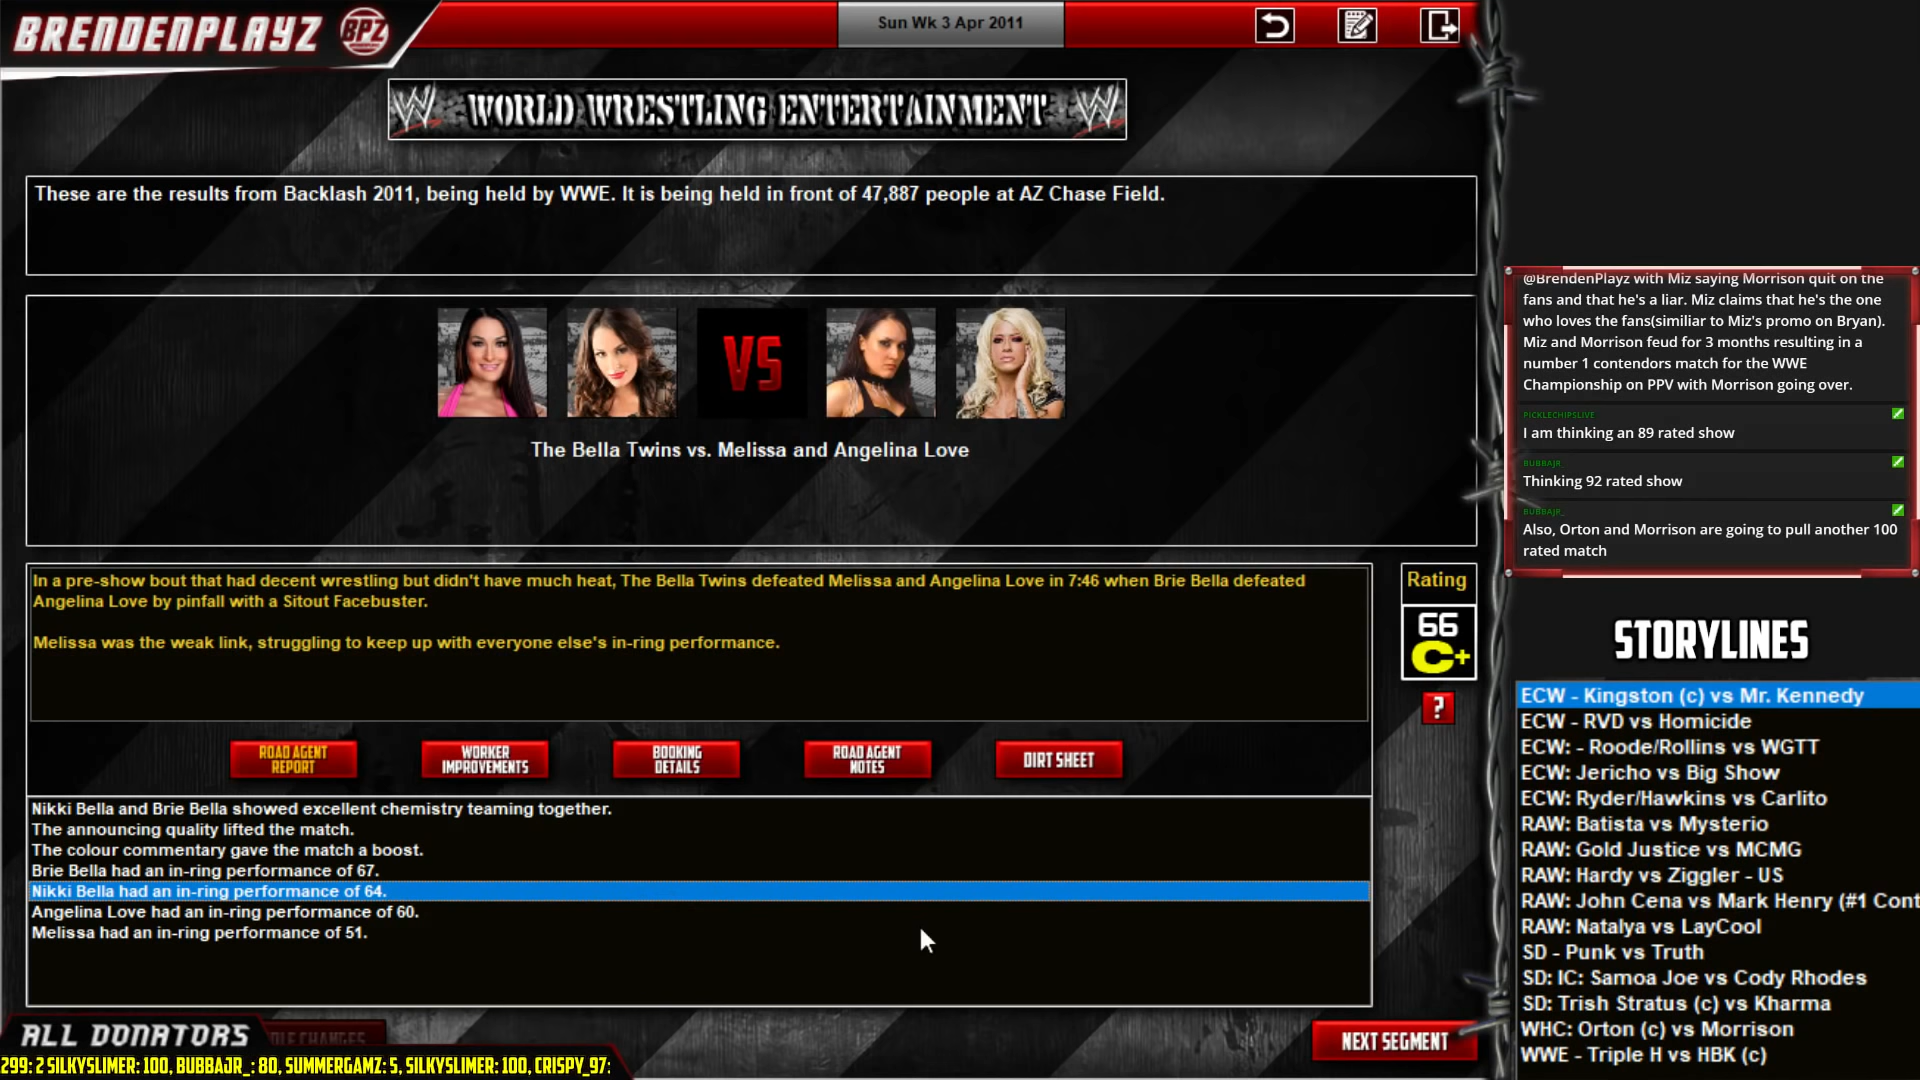 BRENDENPLAYZ
BPZ
Sun Wk 3 Apr 2011
WORLD WRESTLING ENTERTAINMENT
These are the results from Backlash 2011, being held by WWE. It is being held in front of 47,887 people at AZ Chase Field.
VS
The Bella Twins vs. Melissa and Angelina Love
In a pre-show bout that had decent wrestling but didn't have much heat, The Bella Twins defeated Melissa and Angelina Love in 7:46 when Brie Bella defeated
Angelina Love by pinfall with a Sitout Facebuster.
Melissa was the weak link, struggling to keep up with everyone else's in-ring performance.
Rating
66
C+
?
ROAD AGENT
REPORT
WORKER
IMPROVEMENTS
BOOKING
DETAILS
ROAD AGENT
NOTES
DIRT SHEET
Nikki Bella and Brie Bella showed excellent chemistry teaming together.
The announcing quality lifted the match.
The colour commentary gave the match a boost.
Brie Bella had an in-ring performance of 67.
Nikki Bella had an in-ring performance of 64.
Angelina Love had an in-ring performance of 60.
Melissa had an in-ring performance of 51.
ALL DONATORS
CHANGES
299: 2 SILKYSLIMER: 100, BUBBAJR_: 80, SUMMERGAMZ: 5, SILKYSLIMER: 100, CRISPY_97:
NEXT SEGMENT
@BrendenPlayz with Miz saying Morrison quit on the
fans and that he's a liar. Miz claims that he's the one
who loves the fans(similiar to Miz's promo on Bryan).
Miz and Morrison feud for 3 months resulting in a
number 1 contendors match for the WWE
Championship on PPV with Morrison going over.
PICKLECHIPSLIVE
I am thinking an 89 rated show
BUBBAJR_
Thinking 92 rated show
BUBBAJR_
Also, Orton and Morrison are going to pull another 100
rated match
STORYLINES
ECW - Kingston (c) vs Mr. Kennedy
ECW - RVD vs Homicide
ECW: - Roode/Rollins vs WGTT
ECW: Jericho vs Big Show
ECW: Ryder/Hawkins vs Carlito
RAW: Batista vs Mysterio
RAW: Gold Justice vs MCMG
RAW: Hardy vs Ziggler - US
RAW: John Cena vs Mark Henry (#1 Cont
RAW: Natalya vs LayCool
SD - Punk vs Truth
SD: IC: Samoa Joe vs Cody Rhodes
SD: Trish Stratus (c) vs Kharma
WHC: Orton (c) vs Morrison
WWE - Triple H vs HBK (c)